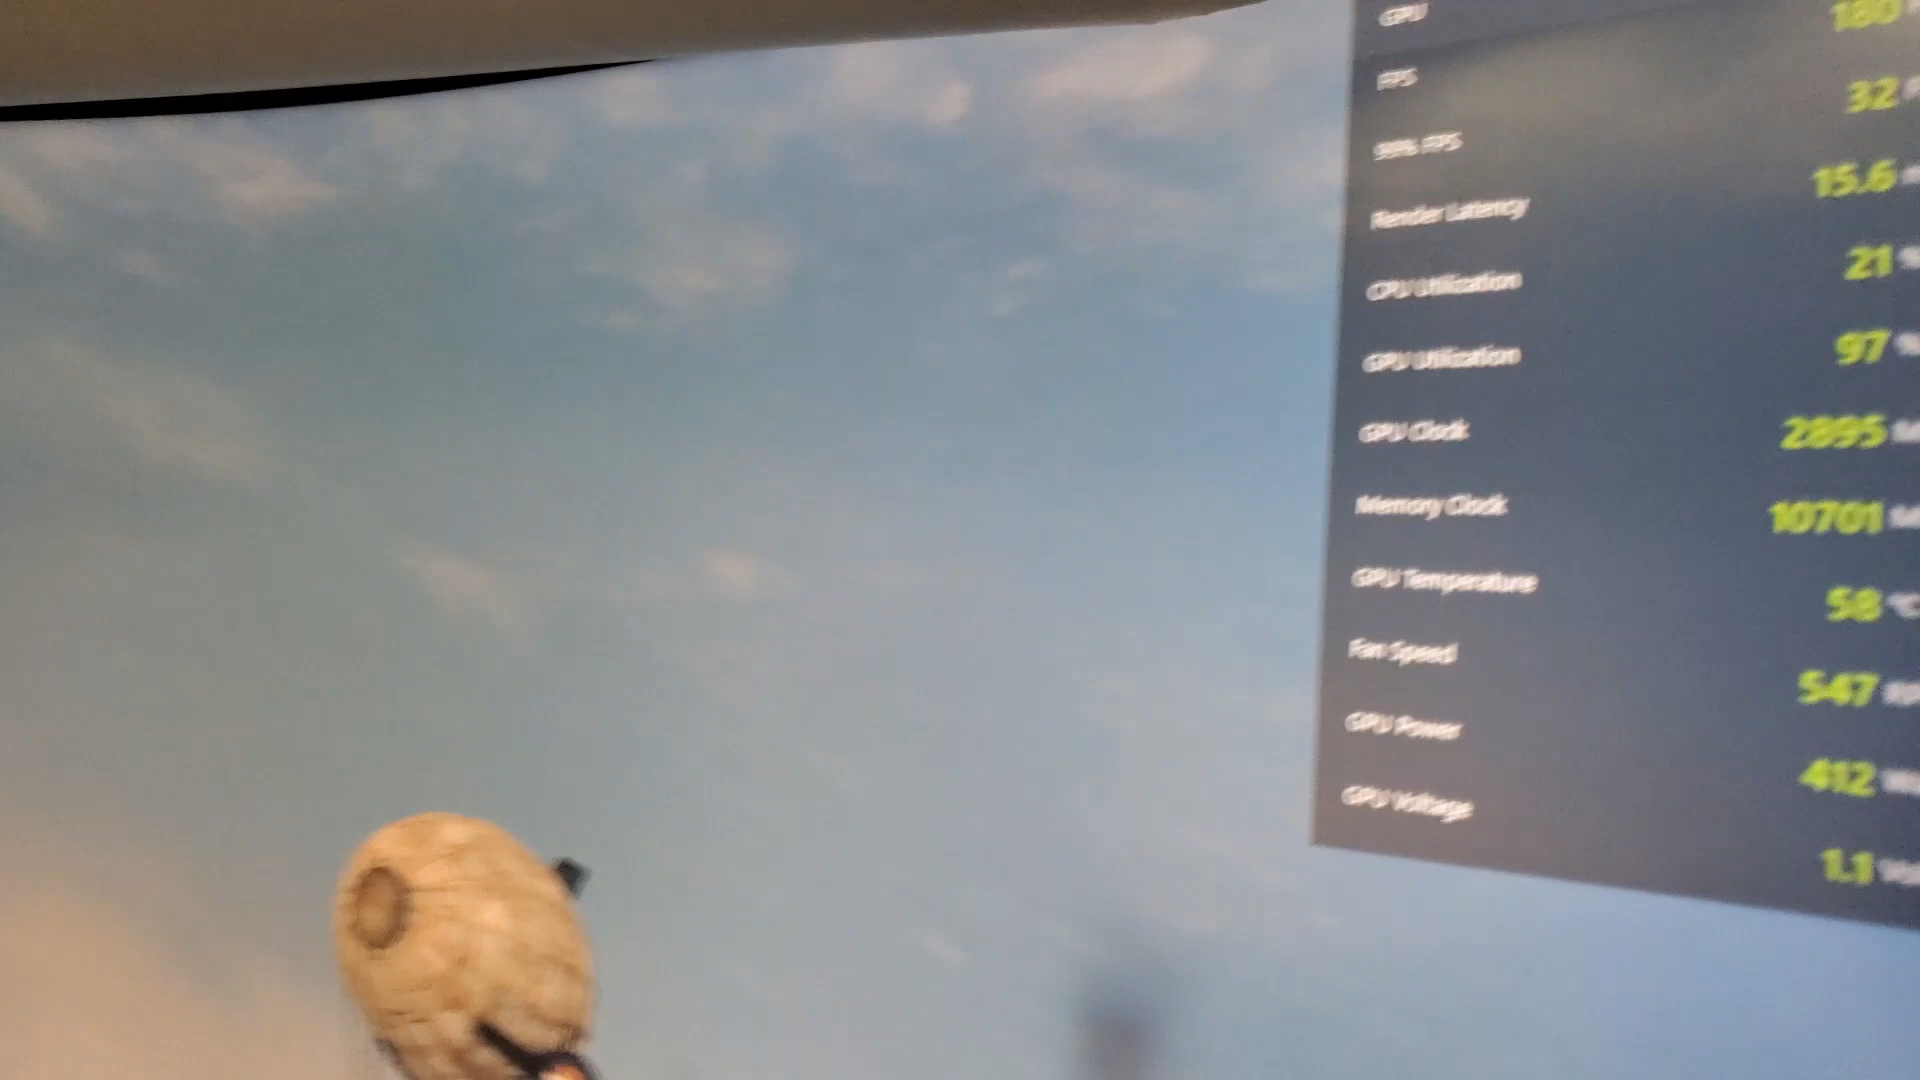 GPU
180
FPS
32
99% FPS
15.6
Render Latency
21
CPU Utilization
97
GPU Utilization
2895
GPU Clock
10701
Memory Clock
58 °C
GPU Temperature
547
Fan Speed
412
GPU Power
1.1
GPU Voltage